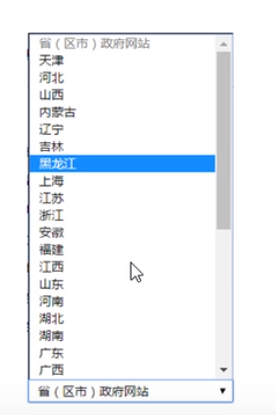 省（区市）政府网站
天津
河北
山西
内蒙古
辽宁
吉林
黑龙江
上海
江苏
浙江
安徽
福建
江西
山东
河南
湖北
湖南
广东
广西
省（区市）政府网站